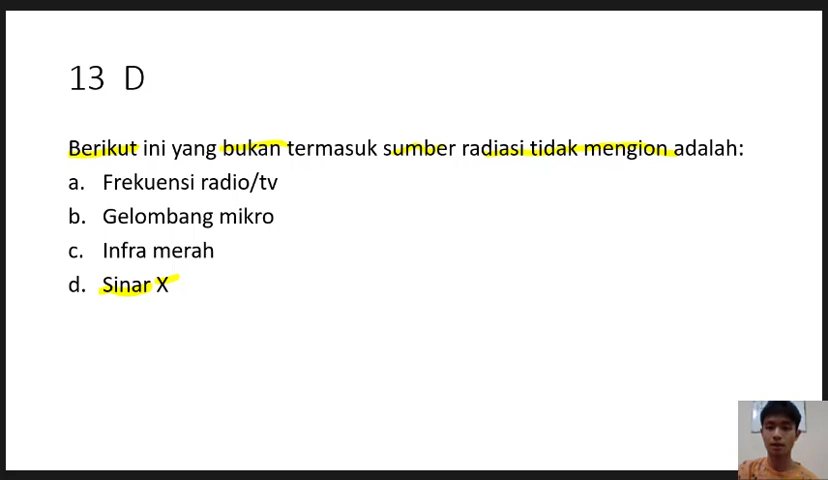 13 D
Berikut ini yang bukan termasuk sumber radiasi tidak mengion adalah:
a. Frekuensi radio/tv
b. Gelombang mikro
c. Infra merah
d. Sinar X